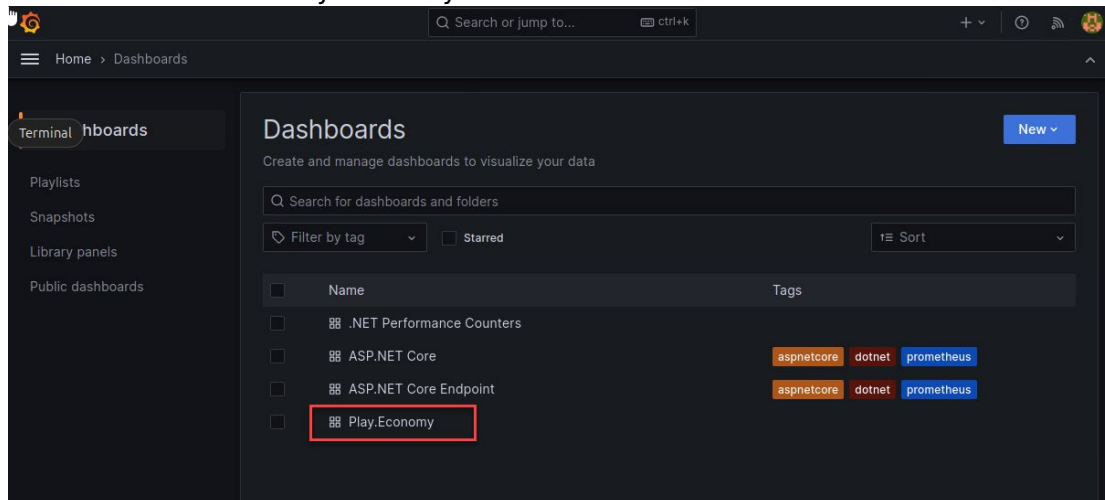 Search or jump to... ctrl+k
Home › Dashboards
Terminal hboards
Playlists
Snapshots
Library panels
Public dashboards
Dashboards
New
Create and manage dashboards to visualize your data
Search for dashboards and folders
Filter by tag Starred Sort
Name Tags
.NET Performance Counters
ASP.NET Core aspnetcore dotnet prometheus
ASP.NET Core Endpoint aspnetcore dotnet prometheus
Play.Economy